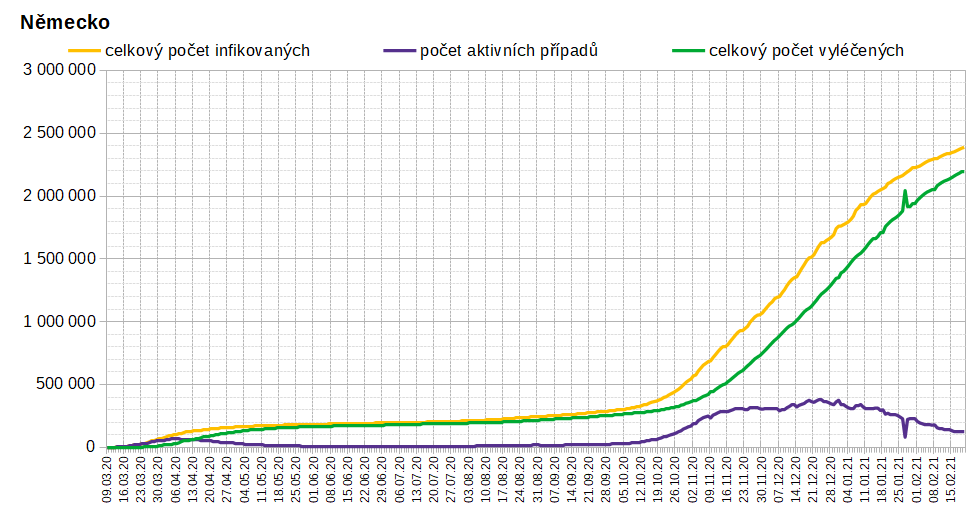 Německo
celkový počet infikovaných počet aktivních případů celkový počet vyléčených
3 000 000
2 500 000
2 000 000
1 500 000
1 000 000
500 000
0
09.03.20 16.03.20 23.03.20 30.03.20 06.04.20 13.04.20 20.04.20 27.04.20 04.05.20 11.05.20 18.05.20 25.05.20 01.06.20 08.06.20 15.06.20 22.06.20 29.06.20 06.07.20 13.07.20 20.07.20 27.07.20 03.08.20 10.08.20 17.08.20 24.08.20 31.08.20 07.09.20 14.09.20 21.09.20 28.09.20 05.10.20 12.10.20 19.10.20 26.10.20 02.11.20 09.11.20 16.11.20 23.11.20 30.11.20 07.12.20 14.12.20 21.12.20 28.12.20 04.01.21 11.01.21 18.01.21 25.01.21 01.02.21 08.02.21 15.02.21